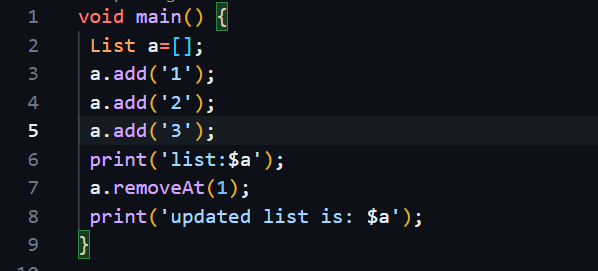 1 void main() {
2 List a=[];
3 a.add('1');
4 a.add('2');
5 a.add('3');
6 print('list:$a');
7 a.removeAt(1);
8 print('updated list is: $a');
9 }